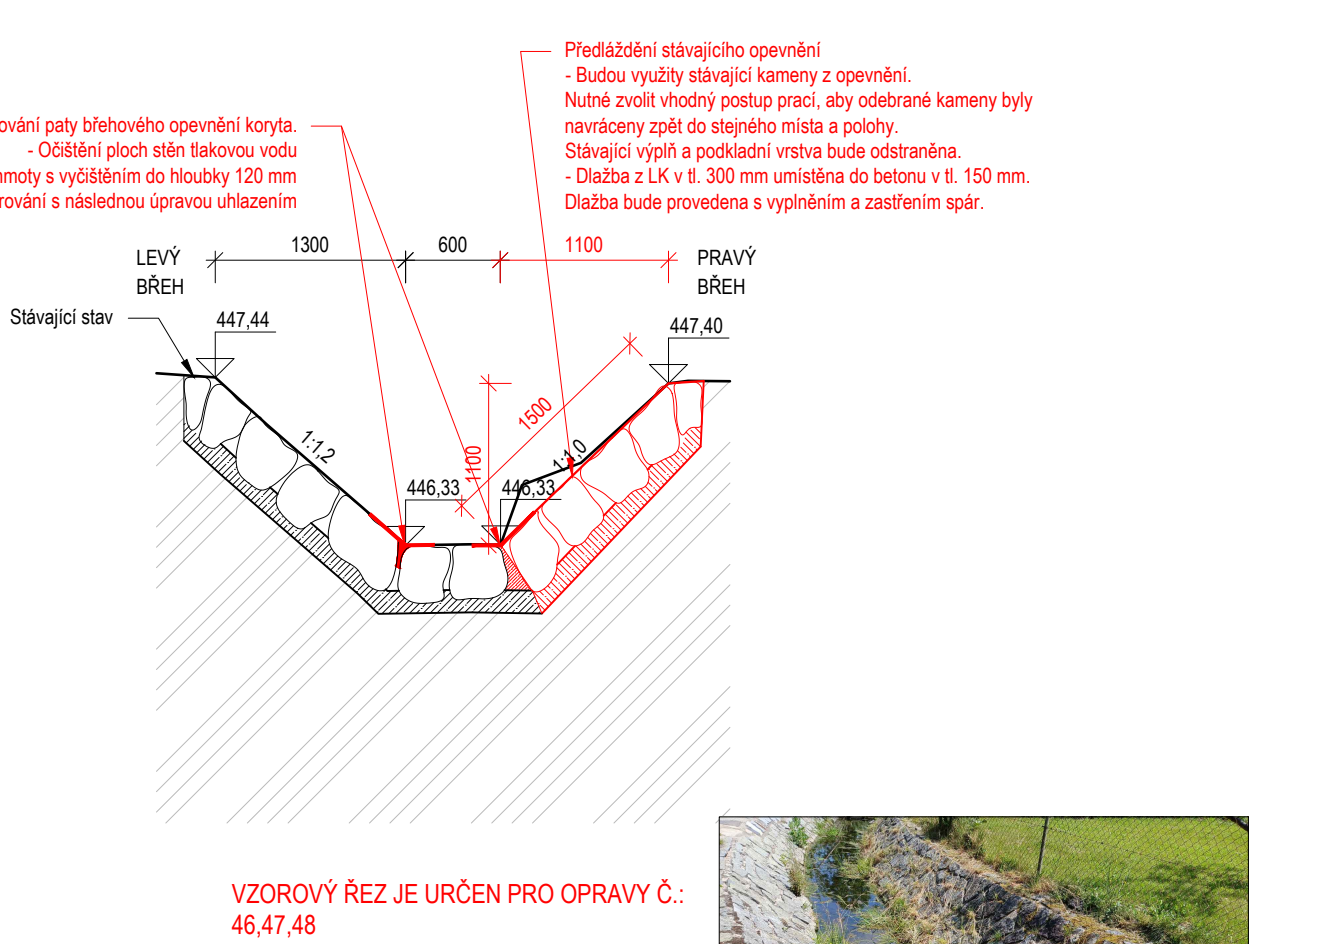 Předláždění stávajícího opevnění
- Budou využity stávající kameny z opevnění.
Nutné zvolit vhodný postup prací, aby odebrané kameny byly
navráceny zpět do stejného místa a polohy.
Stávající výplň a podkladní vrstva bude odstraněna.
- Dlažba z LK v tl. 300 mm umístěna do betonu v tl. 150 mm.
Dlažba bude provedena s vyplněním a zastřením spár.
paty břehového opevnění koryta.
- Očištění ploch stěn tlakovou vodu
s vyčištěním do hloubky 120 mm
s následnou úpravou uhlazením
LEVÝ
BŘEH
1300
600
1100
PRAVÝ
BŘEH
Stávající stav
447,44
447,40
1:1,2
1500
1100
1:1,0
446,33
446,33
VZOROVÝ ŘEZ JE URČEN PRO OPRAVY Č.:
46,47,48